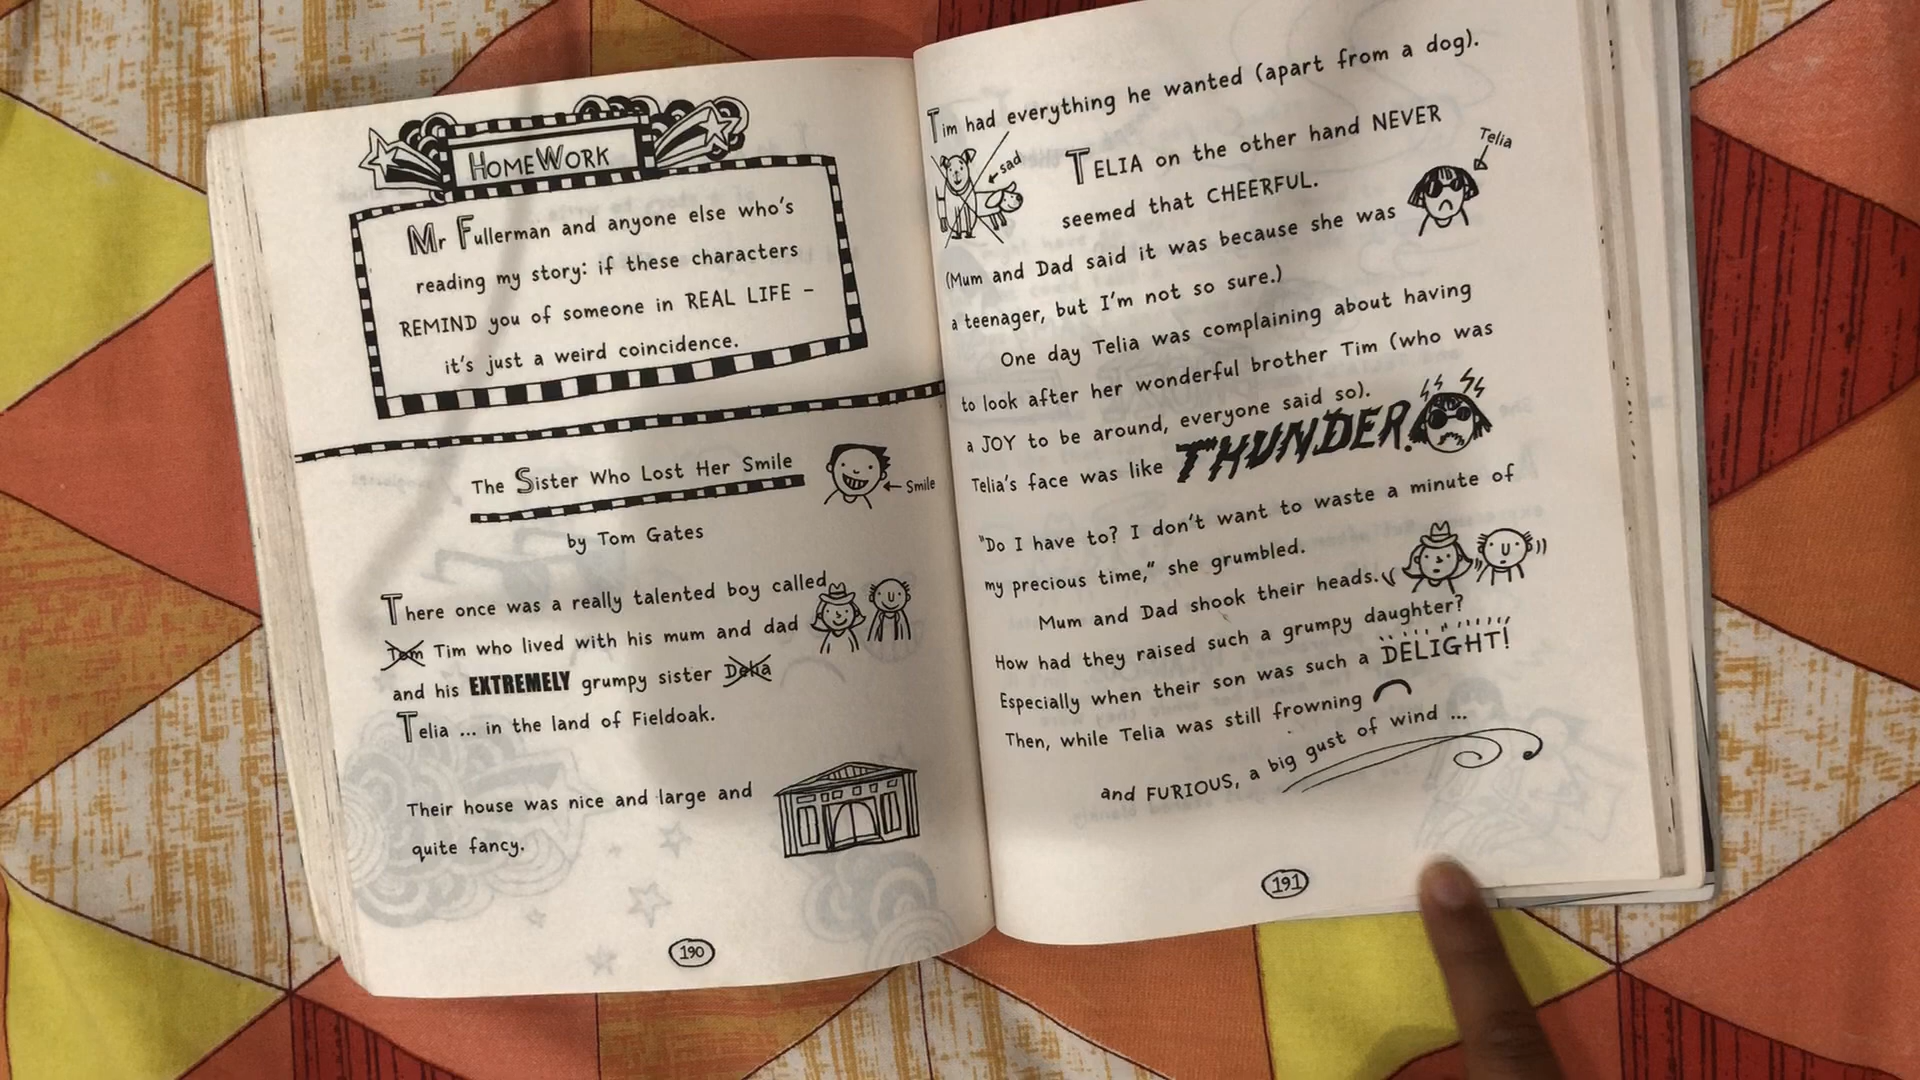 HOMEWORK
Mr Fullerman and anyone else who's
reading my story: if these characters
REMIND you of someone in REAL LIFE –
it's just a weird coincidence.
The Sister Who Lost Her Smile
Smile
by Tom Gates
There once was a really talented boy called
Tom Tim who lived with his mum and dad
and his EXTREMELY grumpy sister Delia
Telia ... in the land of Fieldoak.
Their house was nice and large and
quite fancy.
190
Tim had everything he wanted (apart from a dog).
sad
TELIA on the other hand NEVER
Telia
seemed that CHEERFUL.
(Mum and Dad said it was because she was
a teenager, but I'm not so sure.)
One day Telia was complaining about having
to look after her wonderful brother Tim (who was
a JOY to be around, everyone said so).
Telia's face was like THUNDER.
"Do I have to? I don't want to waste a minute of
my precious time," she grumbled.
Mum and Dad shook their heads.
How had they raised such a grumpy daughter?
Especially when their son was such a DELIGHT!
Then, while Telia was still frowning
and FURIOUS, a big gust of wind ...
191